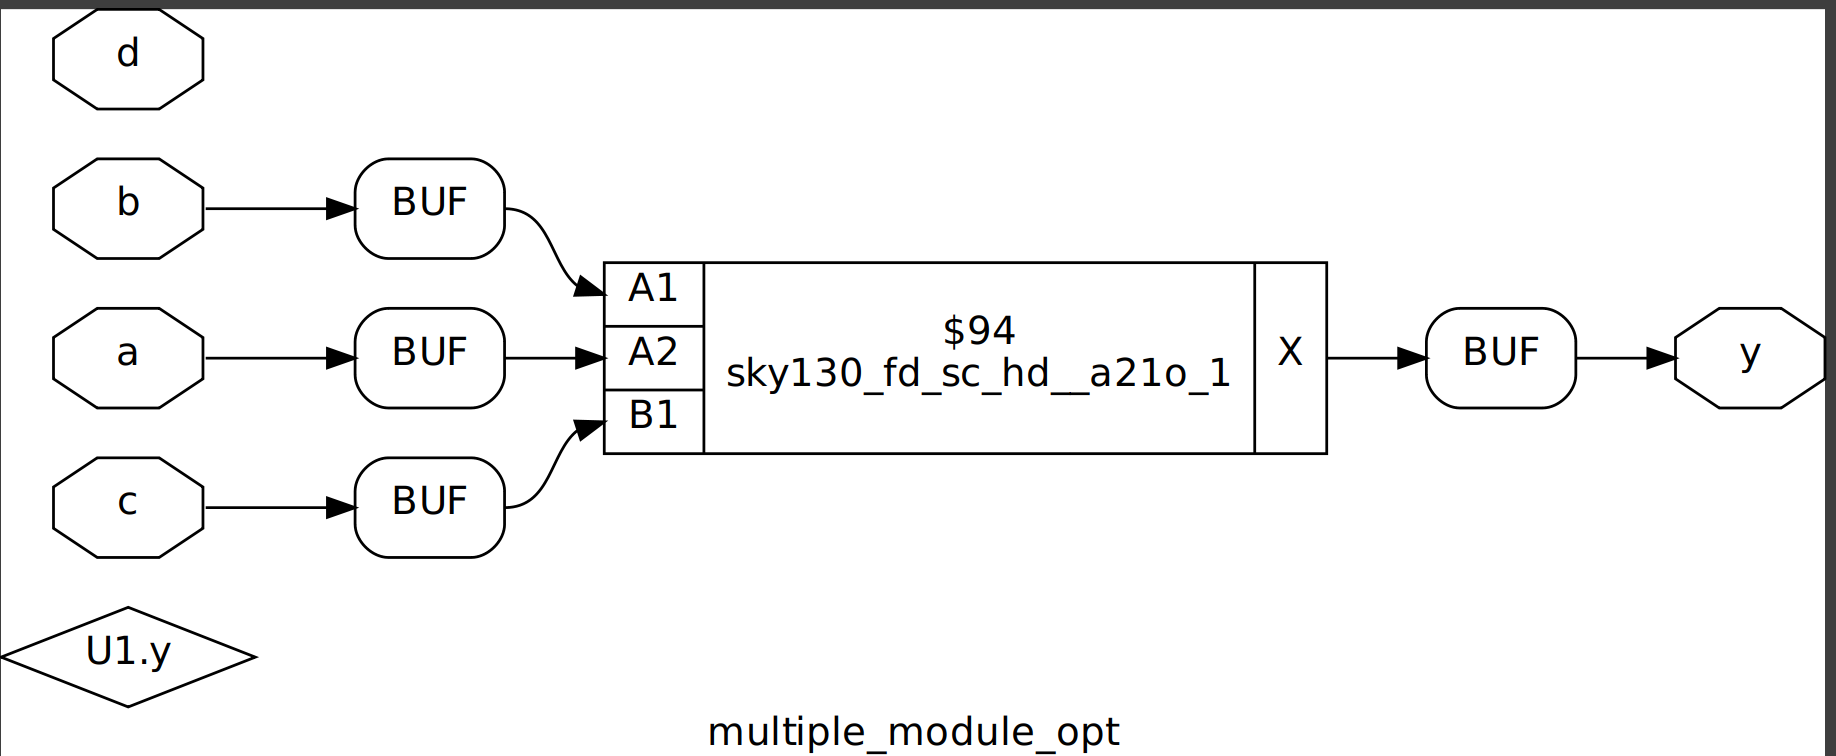 d
b
BUF
a
BUF
c
BUF
U1.y
A1
A2
B1
$94
sky130_fd_sc_hd__a21o_1
X
BUF
y
multiple_module_opt